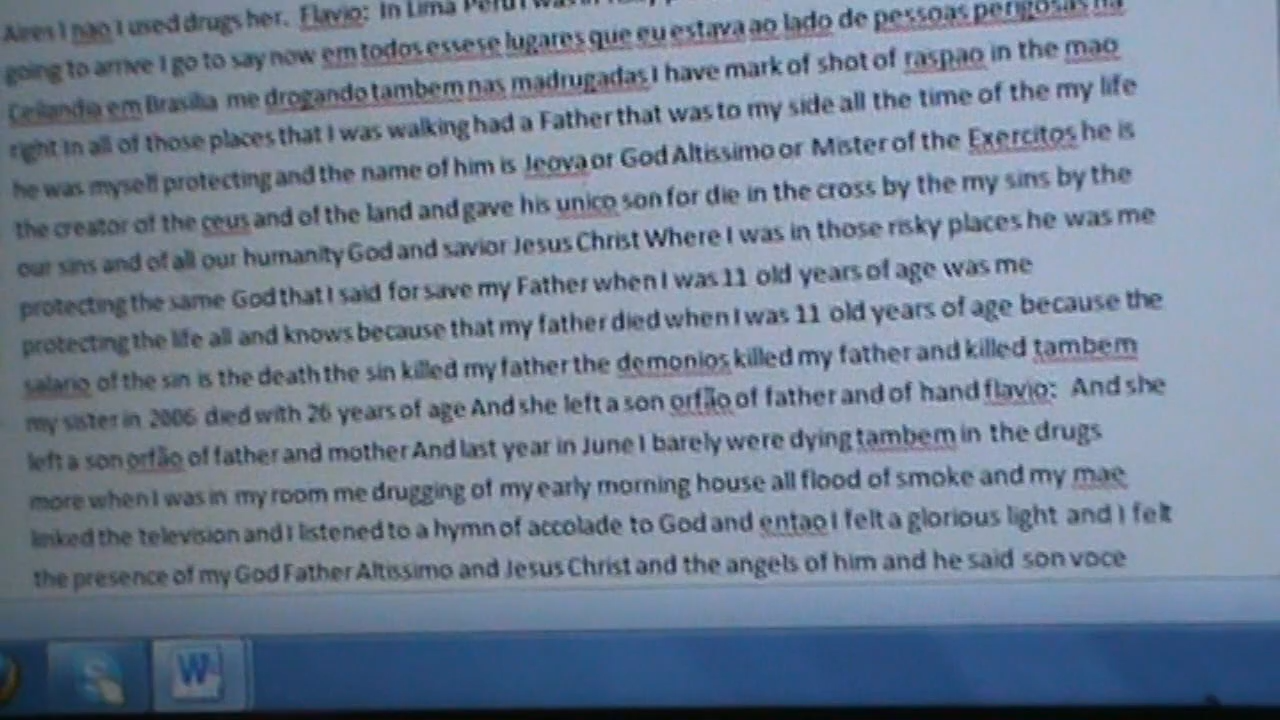 Aires I nao I used drugs her. Flavio: In Lima Peru I was in
going to arrive I go to say now em todos essese lugares que eu estava ao lado de pessoas perigosas na
Ceilandia em Brasilia me drogando tambem nas madrugadas I have mark of shot of raspao in the mao
right In all of those places that I was walking had a Father that was to my side all the time of the my life
he was myself protecting and the name of him is Jeova or God Altissimo or Mister of the Exercitos he is
the creator of the ceus and of the land and gave his unico son for die in the cross by the my sins by the
our sins and of all our humanity God and savior Jesus Christ Where I was in those risky places he was me
protecting the same God that I said for save my Father when I was 11 old years of age was me
protecting the life all and knows because that my father died when I was 11 old years of age because the
salario of the sin is the death the sin killed my father the demonios killed my father and killed tambem
my sister in 2006 died with 26 years of age And she left a son orfão of father and of hand flavio: And she
left a son orfão of father and mother And last year in June I barely were dying tambem in the drugs
more when I was in my room me drugging of my early morning house all flood of smoke and my mae
linked the television and I listened to a hymn of accolade to God and entao I felt a glorious light and I felt
the presence of my God Father Altissimo and Jesus Christ and the angels of him and he said son voce
W